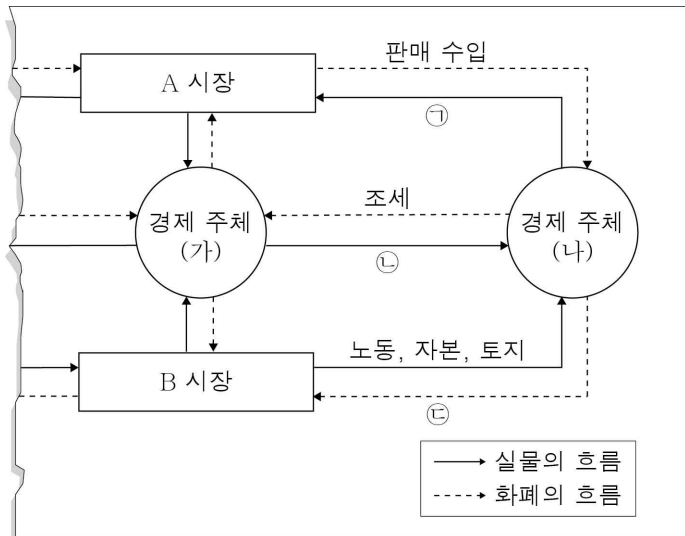 판매 수입
A 시장
㉠
조세
경제 주체
(가)
경제 주체
(나)
㉡
노동, 자본, 토지
B 시장
㉢
실물의 흐름
화폐의 흐름